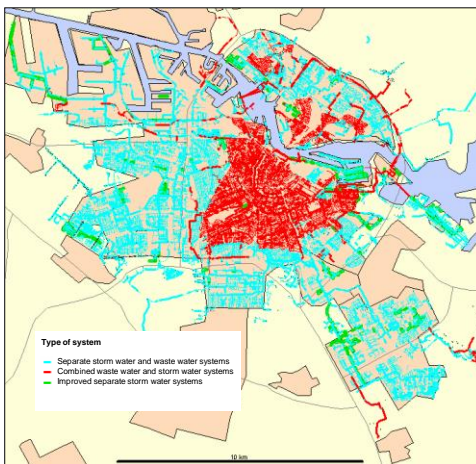 Type of system
Separate storm water and waste water systems
Combined waste water and storm water systems
Improved separate storm water systems
10 km